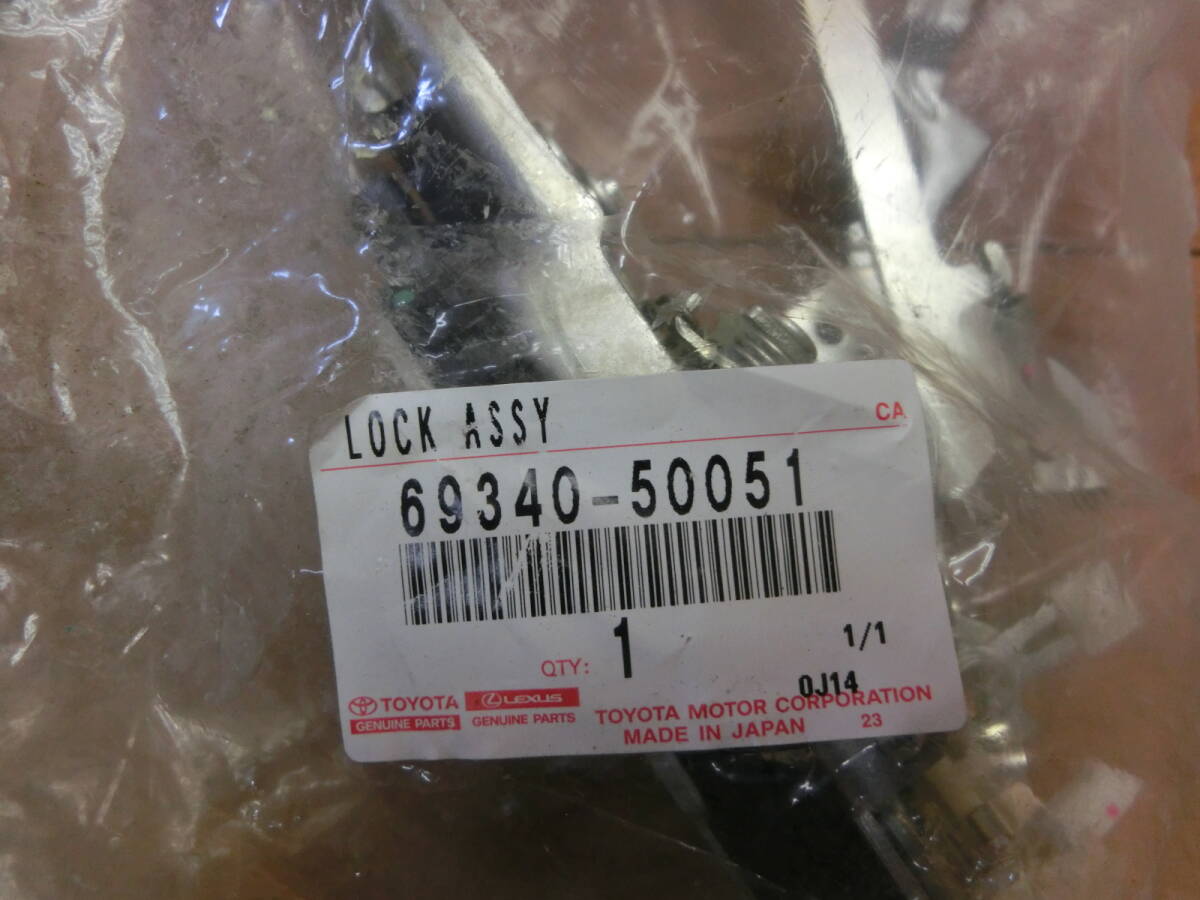 LOCK ASSY
CA
69340-50051
QTY: 1
1/1
0J14
TOYOTA
GENUINE PARTS
LEXUS
GENUINE PARTS
TOYOTA MOTOR CORPORATION
MADE IN JAPAN 23